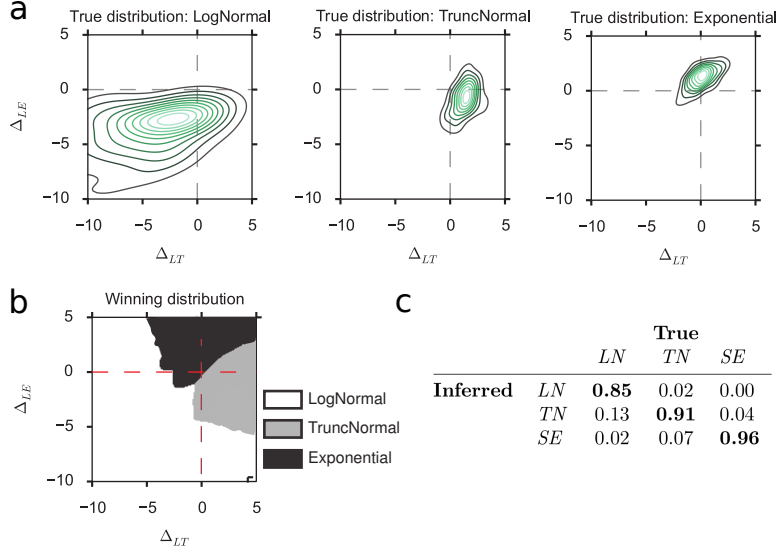 a
True distribution: LogNormal
True distribution: TruncNormal
True distribution: Exponential
5
0
−5
−10
Δ_LE
−10 −5 0 5
Δ_LT
5
0
−5
−10
−10 −5 0 5
Δ_LT
5
0
−5
−10
−10 −5 0 5
Δ_LT
b
Winning distribution
5
0
−5
−10
Δ_LE
−10 −5 0 5
Δ_LT
LogNormal
TruncNormal
Exponential
c
True
LN TN SE
Inferred LN 0.85 0.02 0.00
TN 0.13 0.91 0.04
SE 0.02 0.07 0.96